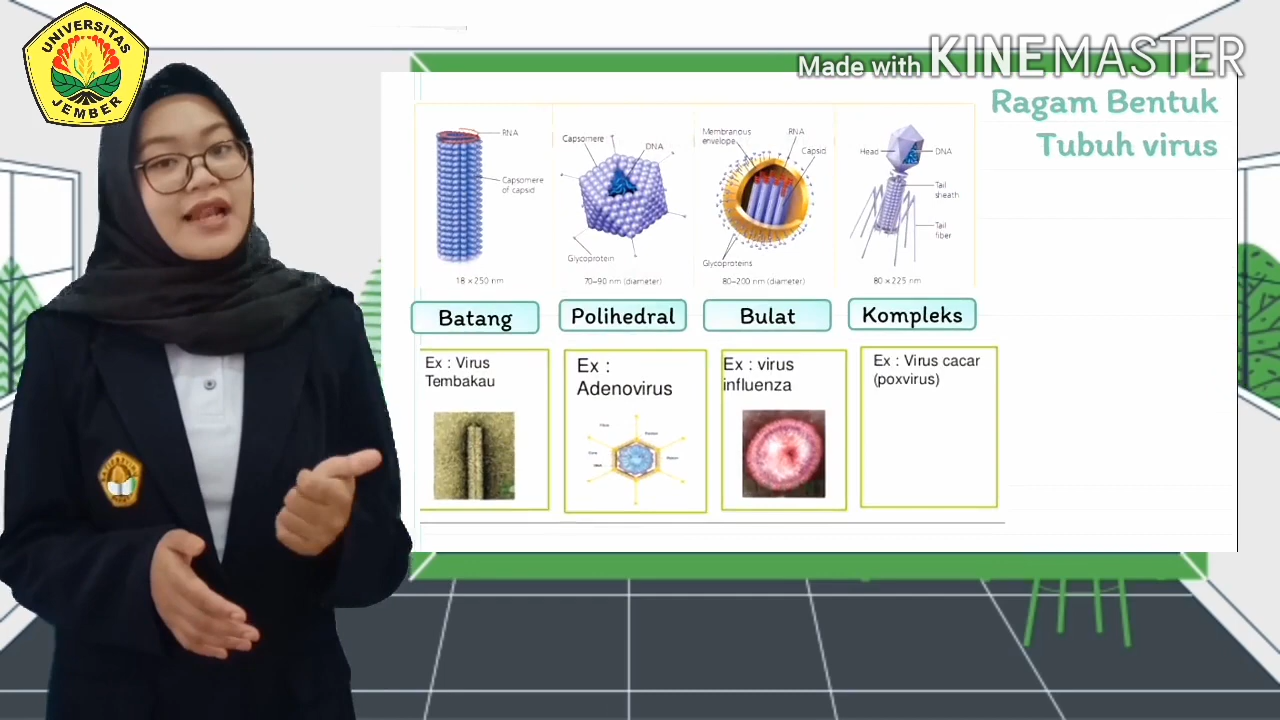 UNIVERSITAS
JEMBER
Made with KINEMASTER
Ragam Bentuk
Tubuh virus
RNA
Capsomere
of capsid
18 x 250 nm
Capsomere
DNA
Glycoprotein
70–90 nm (diameter)
Membranous
envelope
RNA
Capsid
Glycoproteins
80–200 nm (diameter)
Head
DNA
Tail
sheath
Tail
fiber
80 x 225 nm
Batang
Polihedral
Bulat
Kompleks
Ex : Virus
Tembakau
Ex :
Adenovirus
Ex : virus
influenza
Ex : Virus cacar
(poxvirus)